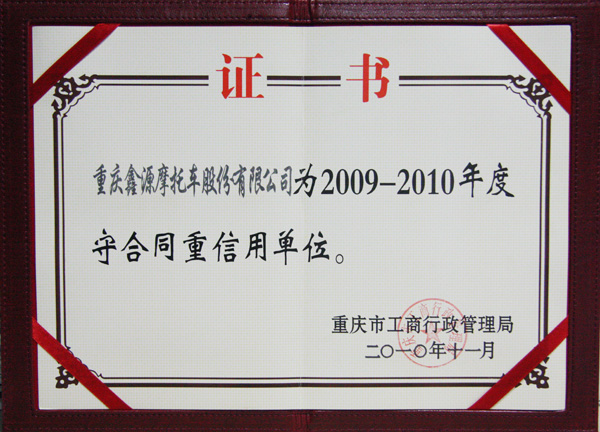 证 书
重庆鑫源摩托车股份有限公司为2009-2010年度
守合同重信用单位。
重庆市工商行政管理局
二〇一〇年十一月